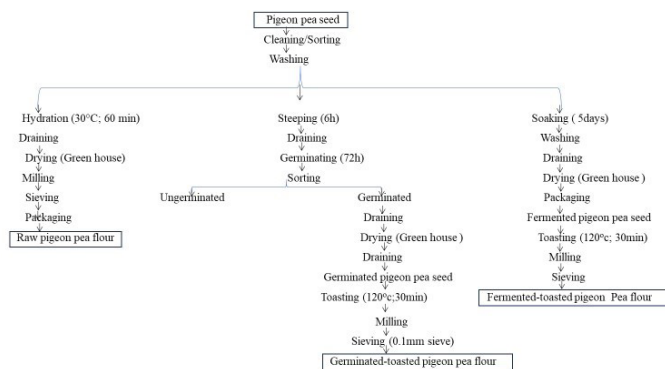 Pigeon pea seed
Cleaning/Sorting
Washing
Hydration (30°C; 60 min)
Draining
Drying (Green house)
Milling
Sieving
Packaging
Raw pigeon pea flour
Steeping (6h)
Draining
Germinating (72h)
Sorting
Ungerminated
Germinated
Draining
Drying (Green house )
Draining
Germinated pigeon pea seed
Toasting (120°c;30min)
Milling
Sieving (0.1mm sieve)
Germinated-toasted pigeon pea flour
Soaking ( 5days)
Washing
Draining
Drying (Green house )
Packaging
Fermented pigeon pea seed
Toasting (120°c; 30min)
Milling
Sieving
Fermented-toasted pigeon Pea flour